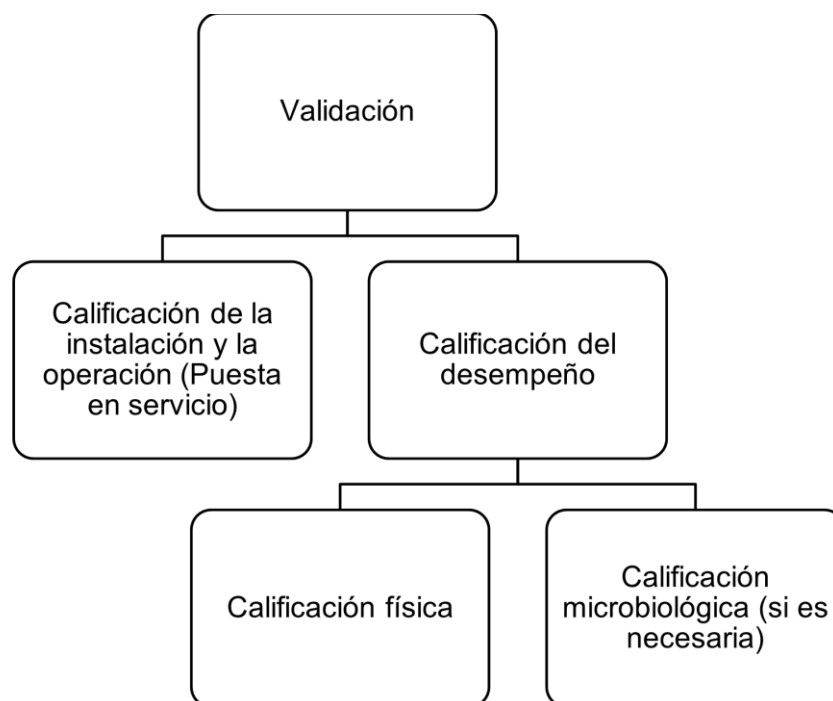 Validación
Calificación de la
instalación y la
operación (Puesta
en servicio)
Calificación del
desempeño
Calificación física
Calificación
microbiológica (si es
necesaria)